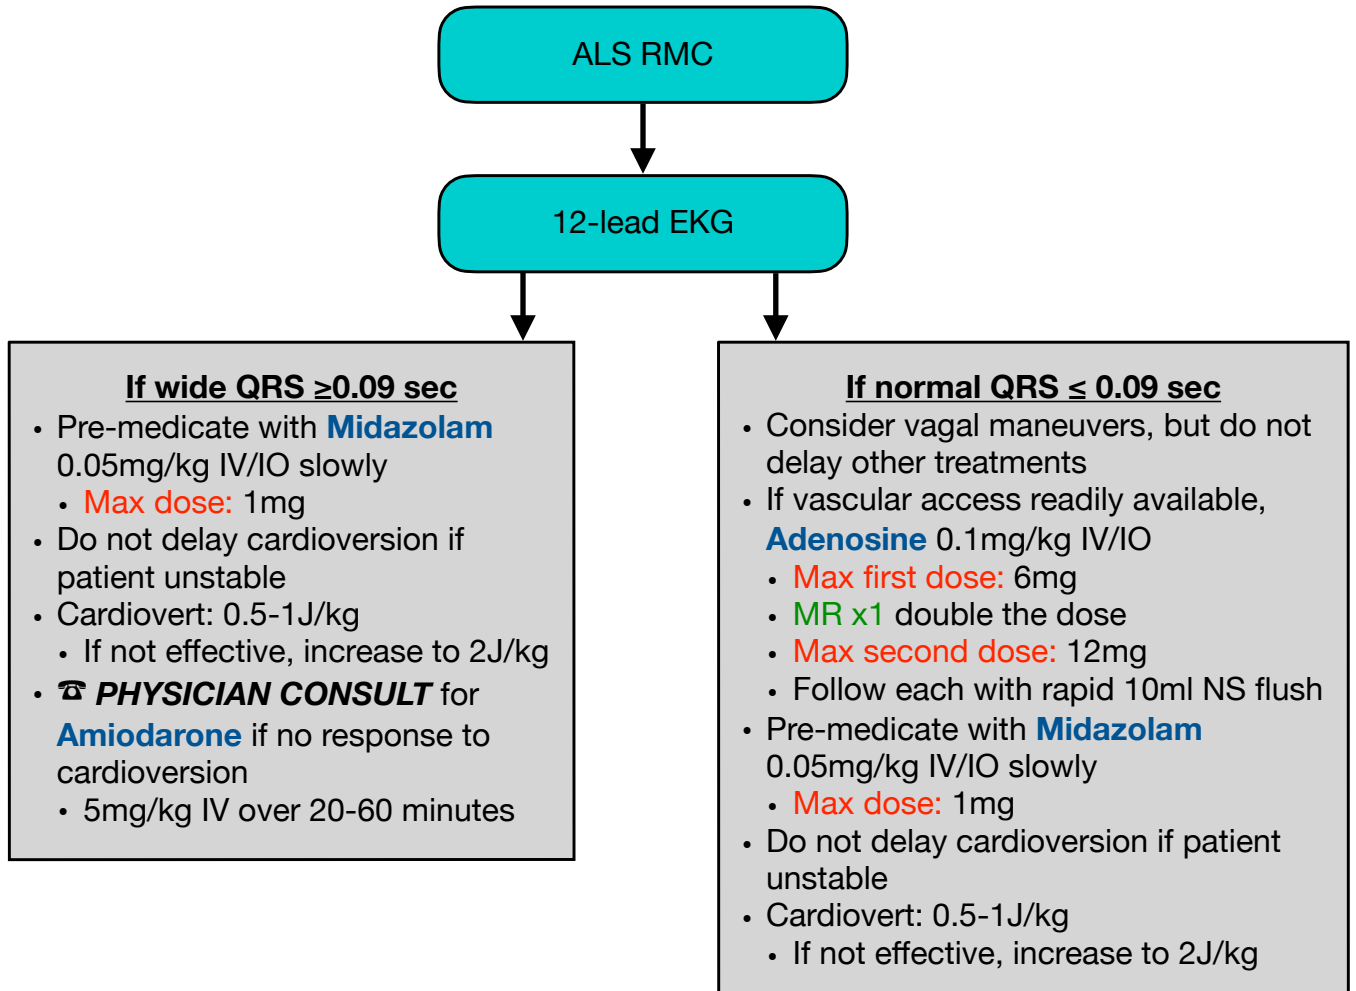 ALS RMC
12-lead EKG
If wide QRS ≥0.09 sec
• Pre-medicate with Midazolam
0.05mg/kg IV/IO slowly
• Max dose: 1mg
• Do not delay cardioversion if
patient unstable
• Cardiovert: 0.5-1J/kg
• If not effective, increase to 2J/kg
• ☎ PHYSICIAN CONSULT for
Amiodarone if no response to
cardioversion
• 5mg/kg IV over 20-60 minutes
If normal QRS ≤ 0.09 sec
• Consider vagal maneuvers, but do not
delay other treatments
• If vascular access readily available,
Adenosine 0.1mg/kg IV/IO
• Max first dose: 6mg
• MR x1 double the dose
• Max second dose: 12mg
• Follow each with rapid 10ml NS flush
• Pre-medicate with Midazolam
0.05mg/kg IV/IO slowly
• Max dose: 1mg
• Do not delay cardioversion if patient
unstable
• Cardiovert: 0.5-1J/kg
• If not effective, increase to 2J/kg